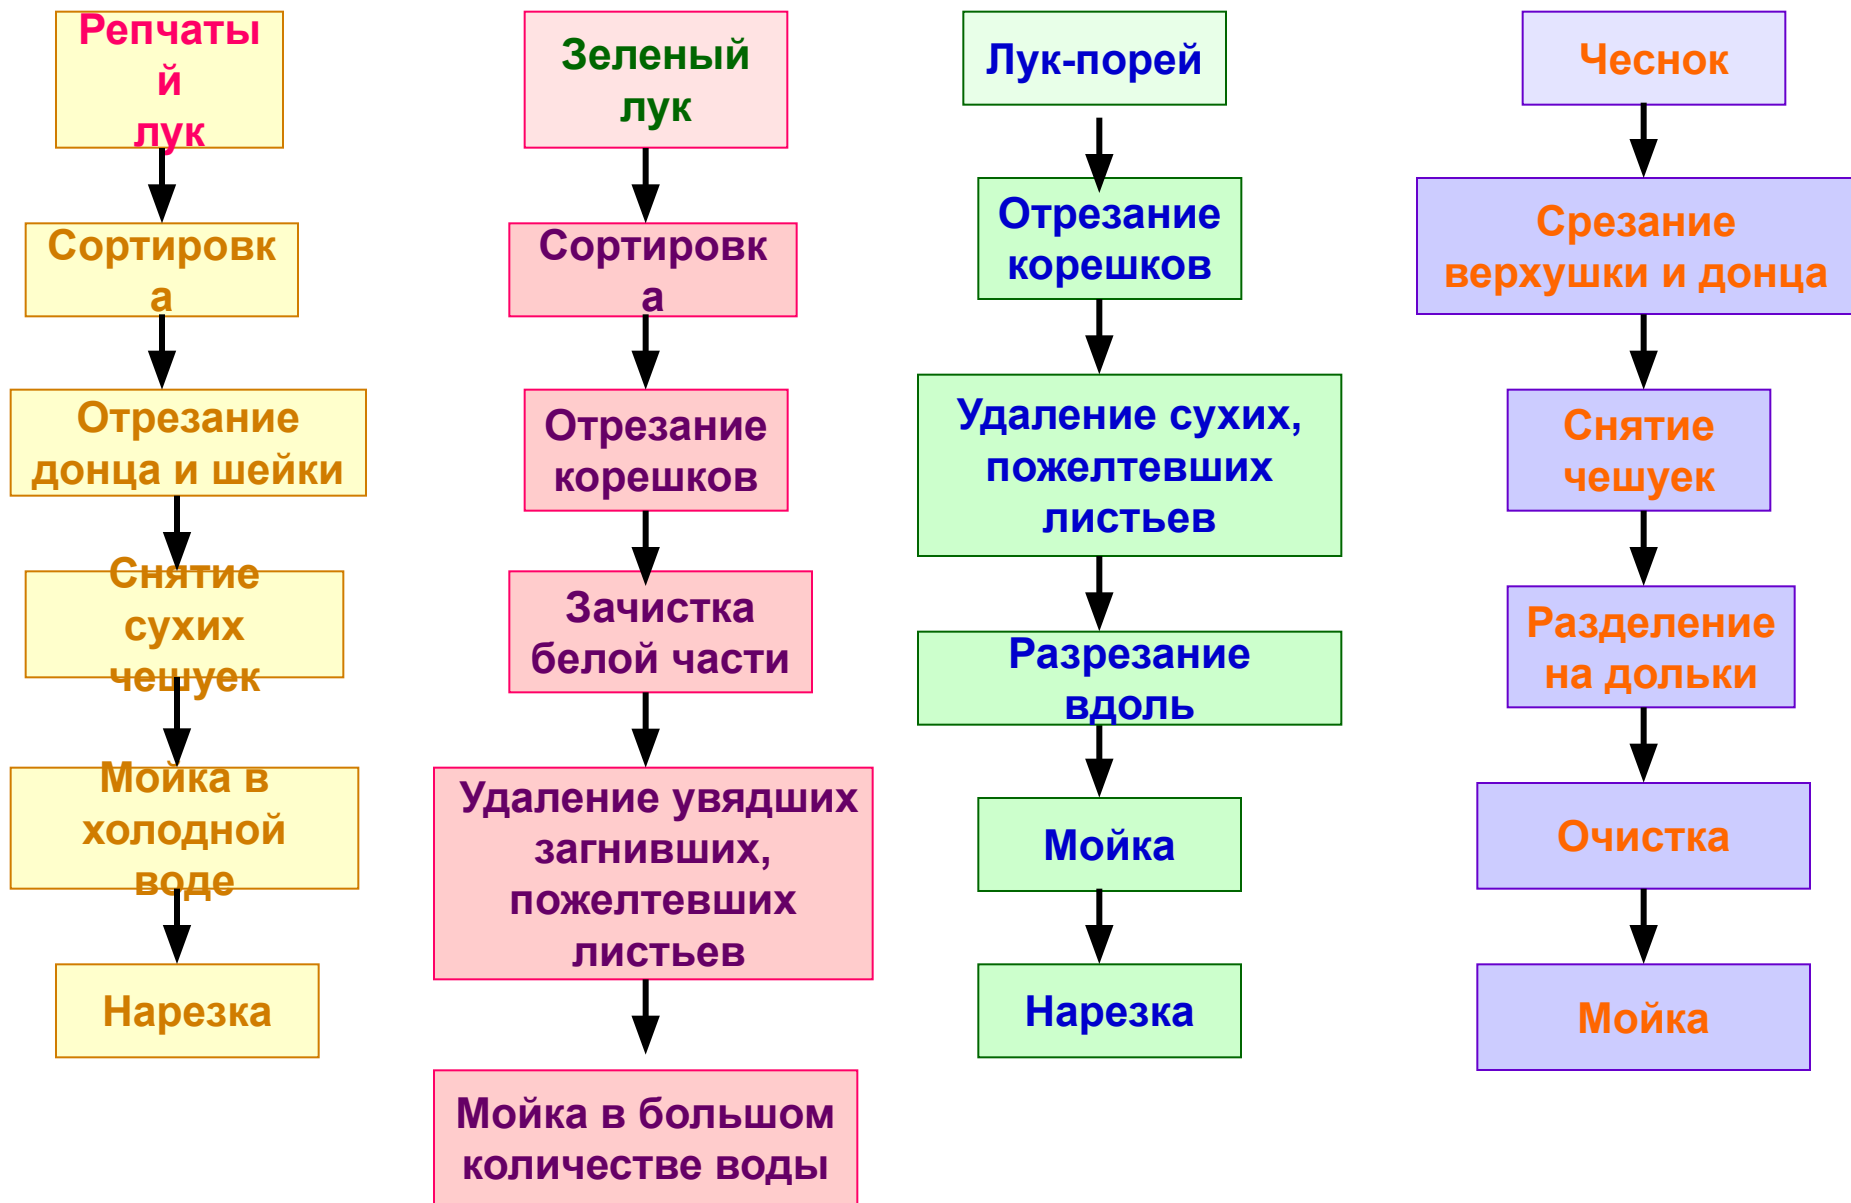 Репчаты
й
лук
Сортировк
а
Отрезание
донца и шейки
Снятие
сухих
чешуек
Мойка в
холодной
воде
Нарезка
Зеленый
лук
Сортировк
а
Отрезание
корешков
Зачистка
белой части
Удаление увядших
загнивших,
пожелтевших
листьев
Мойка в большом
количестве воды
Лук-порей
Отрезание
корешков
Удаление сухих,
пожелтевших
листьев
Разрезание
вдоль
Мойка
Нарезка
Чеснок
Срезание
верхушки и донца
Снятие
чешуек
Разделение
на дольки
Очистка
Мойка